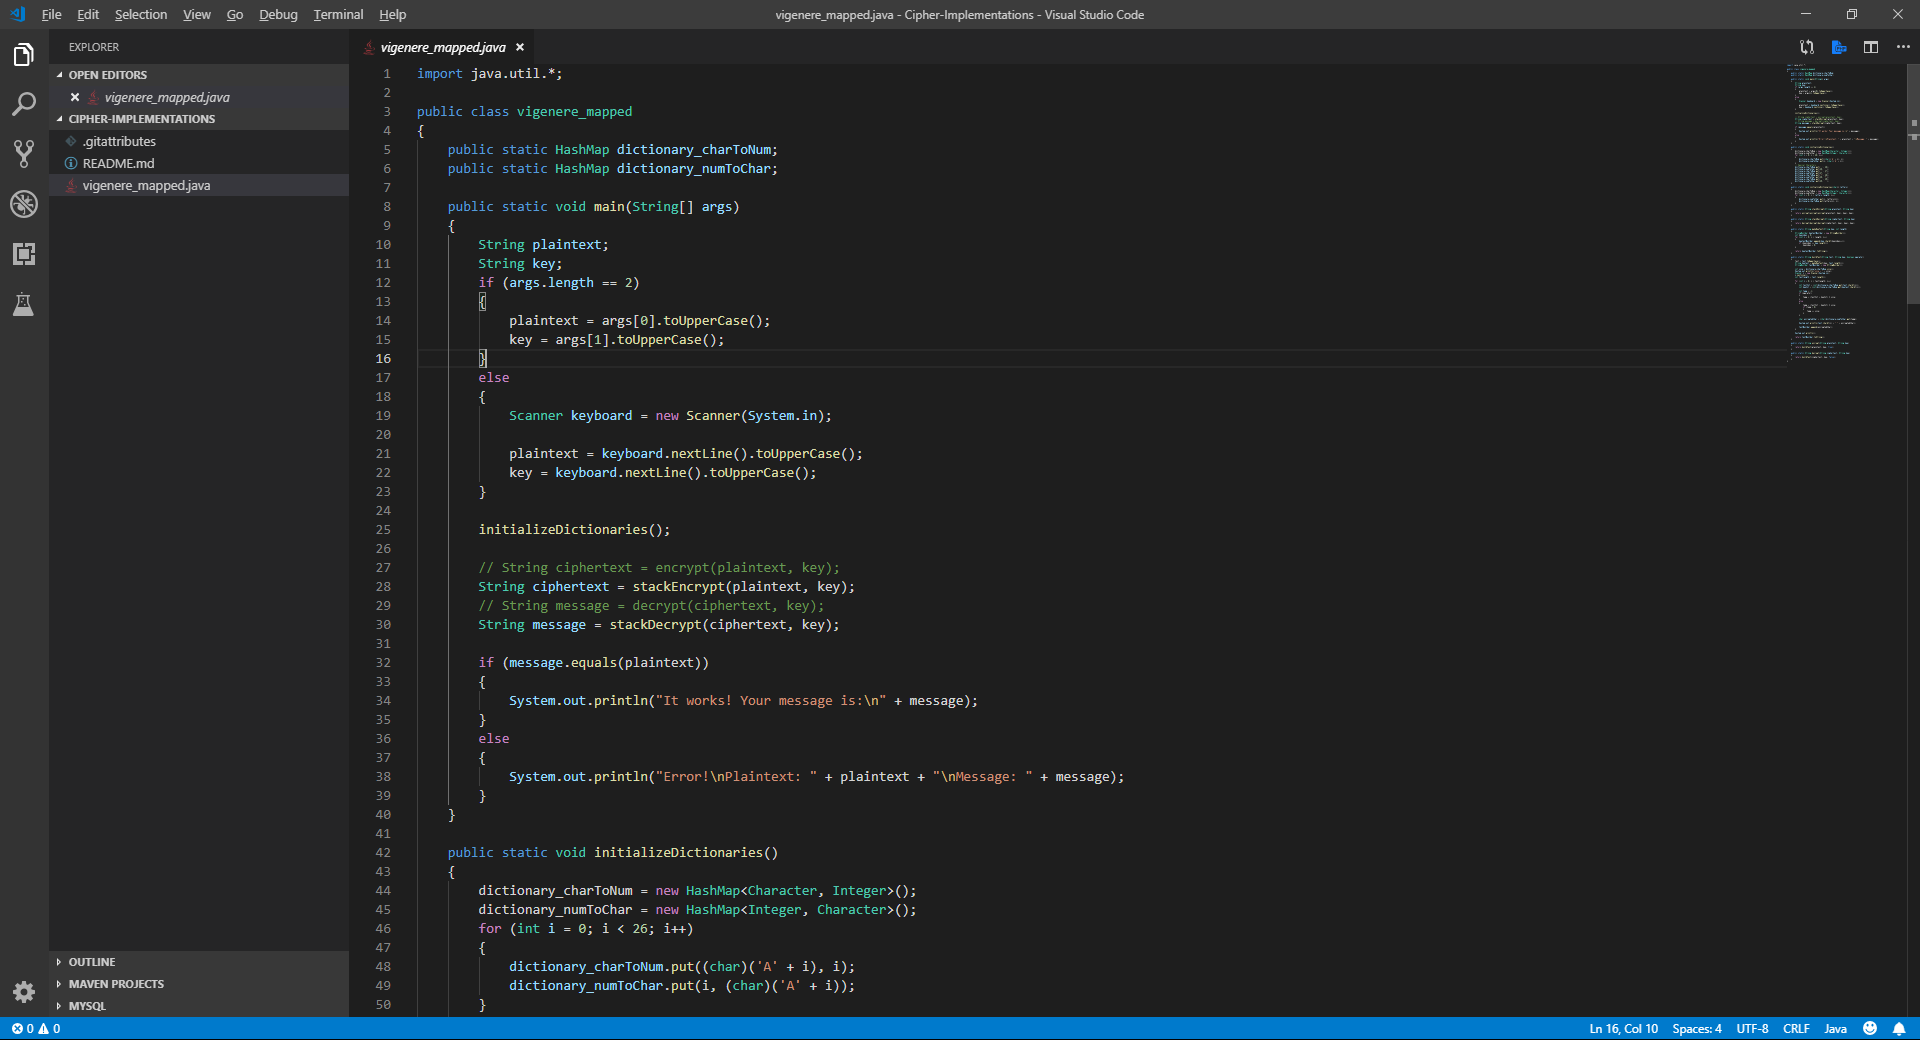 File Edit Selection View Go Debug Terminal Help
vigenere_mapped.java - Cipher-Implementations - Visual Studio Code
EXPLORER
OPEN EDITORS
vigenere_mapped.java
CIPHER-IMPLEMENTATIONS
.gitattributes
README.md
vigenere_mapped.java
OUTLINE
MAVEN PROJECTS
MYSQL
vigenere_mapped.java
1 import java.util.*;
2
3 public class vigenere_mapped
4 {
5 public static HashMap dictionary_charToNum;
6 public static HashMap dictionary_numToChar;
7
8 public static void main(String[] args)
9 {
10 String plaintext;
11 String key;
12 if (args.length == 2)
13 {
14 plaintext = args[0].toUpperCase();
15 key = args[1].toUpperCase();
16 }
17 else
18 {
19 Scanner keyboard = new Scanner(System.in);
20
21 plaintext = keyboard.nextLine().toUpperCase();
22 key = keyboard.nextLine().toUpperCase();
23 }
24
25 initializeDictionaries();
26
27 // String ciphertext = encrypt(plaintext, key);
28 String ciphertext = stackEncrypt(plaintext, key);
29 // String message = decrypt(ciphertext, key);
30 String message = stackDecrypt(ciphertext, key);
31
32 if (message.equals(plaintext))
33 {
34 System.out.println("It works! Your message is:\n" + message);
35 }
36 else
37 {
38 System.out.println("Error!\nPlaintext: " + plaintext + "\nMessage: " + message);
39 }
40 }
41
42 public static void initializeDictionaries()
43 {
44 dictionary_charToNum = new HashMap<Character, Integer>();
45 dictionary_numToChar = new HashMap<Integer, Character>();
46 for (int i = 0; i < 26; i++)
47 {
48 dictionary_charToNum.put((char)('A' + i), i);
49 dictionary_numToChar.put(i, (char)('A' + i));
50 }
0 0
Ln 16, Col 10 Spaces: 4 UTF-8 CRLF Java